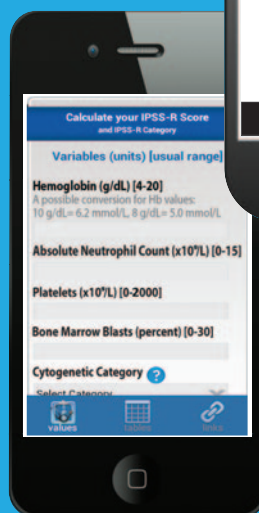 Calculate your IPSS-R Score
and IPSS-R Category
Variables (units) [usual range]
Hemoglobin (g/dL) [4-20]
A possible conversion for Hb values:
10 g/dL= 6.2 mmol/L, 8 g/dL= 5.0 mmol/L
Absolute Neutrophil Count (x10⁹/L) [0-15]
Platelets (x10⁹/L) [0-2000]
Bone Marrow Blasts (percent) [0-30]
Cytogenetic Category ?
Select Category
values tables links